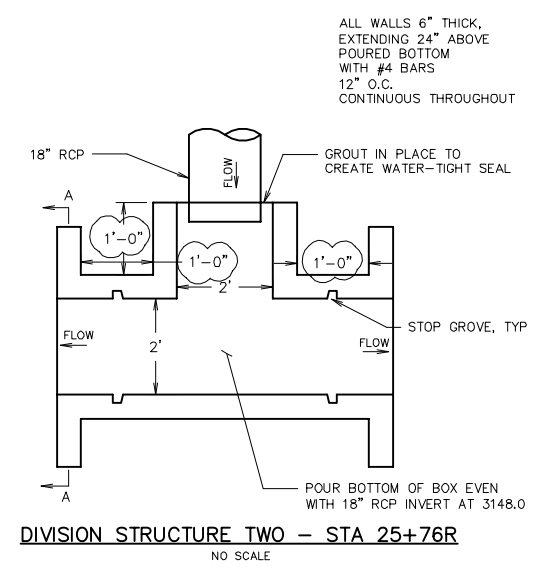 ALL WALLS 6" THICK,
EXTENDING 24" ABOVE
POURED BOTTOM
WITH #4 BARS
12" O.C.
CONTINUOUS THROUGHOUT
18" RCP
FLOW
GROUT IN PLACE TO
CREATE WATER-TIGHT SEAL
A
1'-0"
1'-0"
1'-0"
2'
STOP GROVE, TYP
FLOW
2'
FLOW
POUR BOTTOM OF BOX EVEN
WITH 18" RCP INVERT AT 3148.0
A
DIVISION STRUCTURE TWO - STA 25+76R
NO SCALE